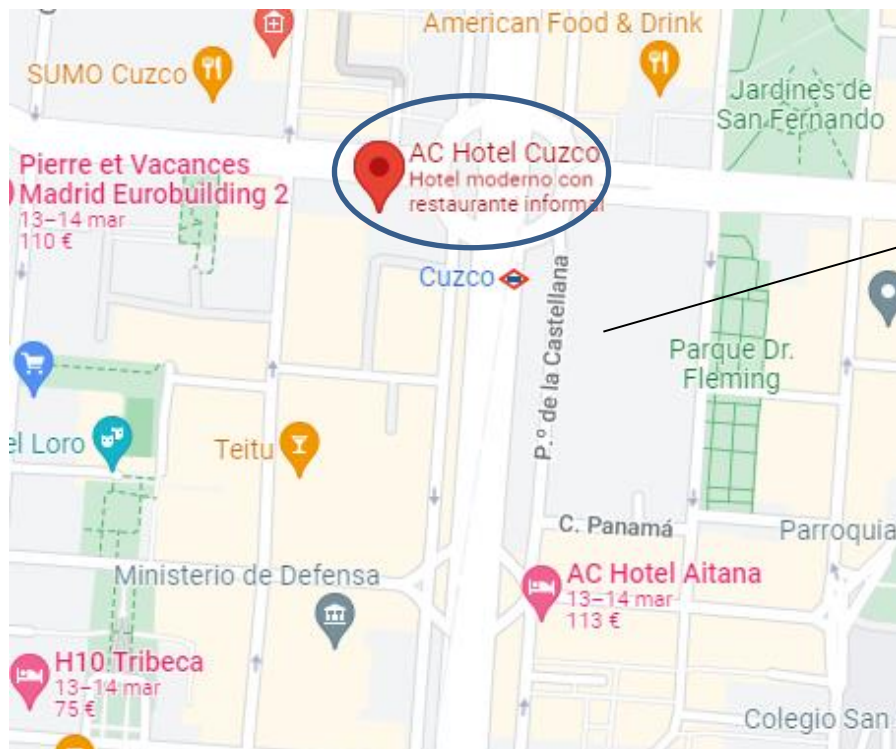 American Food & Drink
SUMO Cuzco
Jardines de
San Fernando
AC Hotel Cuzco
Hotel moderno con
restaurante informal
Pierre et Vacances
Madrid Eurobuilding 2
13–14 mar
110 €
Cuzco
P.º de la Castellana
Parque Dr.
Fleming
el Loro
Teitu
C. Panamá
Parroquia
Ministerio de Defensa
AC Hotel Aitana
13–14 mar
113 €
H10 Tribeca
13–14 mar
75 €
Colegio San